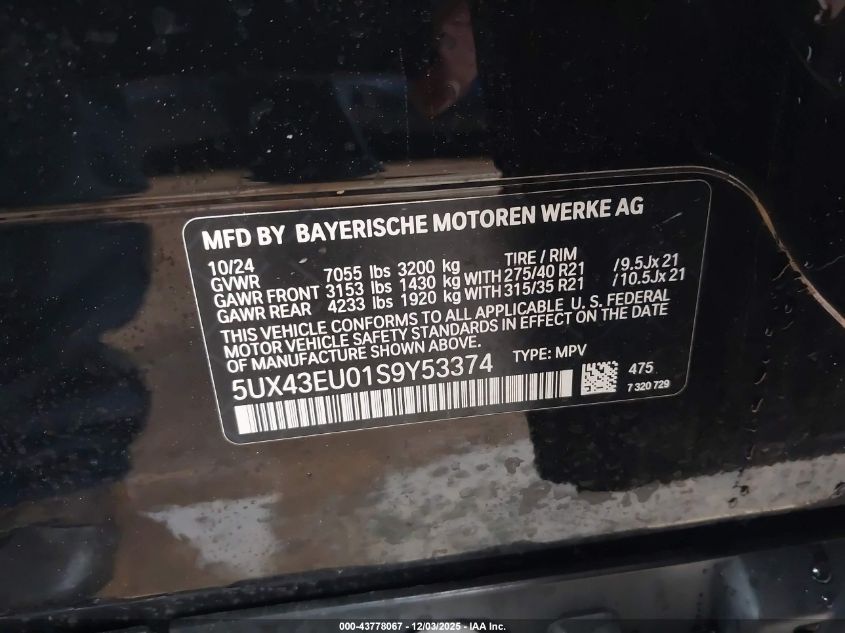 MFD BY BAYERISCHE MOTOREN WERKE AG
10/24 TIRE / RIM
GVWR 7055 lbs 3200 kg
GAWR FRONT 3153 lbs 1430 kg WITH 275/40 R21 /9.5Jx21
GAWR REAR 4233 lbs 1920 kg WITH 315/35 R21 /10.5Jx21
THIS VEHICLE CONFORMS TO ALL APPLICABLE U. S. FEDERAL
MOTOR VEHICLE SAFETY STANDARDS IN EFFECT ON THE DATE
OF MANUFACTURE SHOWN ABOVE.
5UX43EU01S9Y53374 TYPE: MPV 475
7 320 729
000-43778067 - 12/03/2025 - IAA Inc.